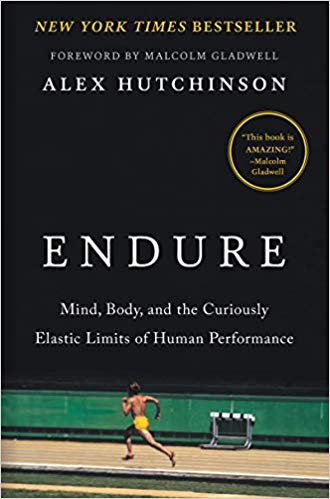 NEW YORK TIMES BESTSELLER
FOREWORD BY MALCOLM GLADWELL
ALEX HUTCHINSON
"This book is
AMAZING!"
–Malcolm
Gladwell
ENDURE
Mind, Body, and the Curiously
Elastic Limits of Human Performance